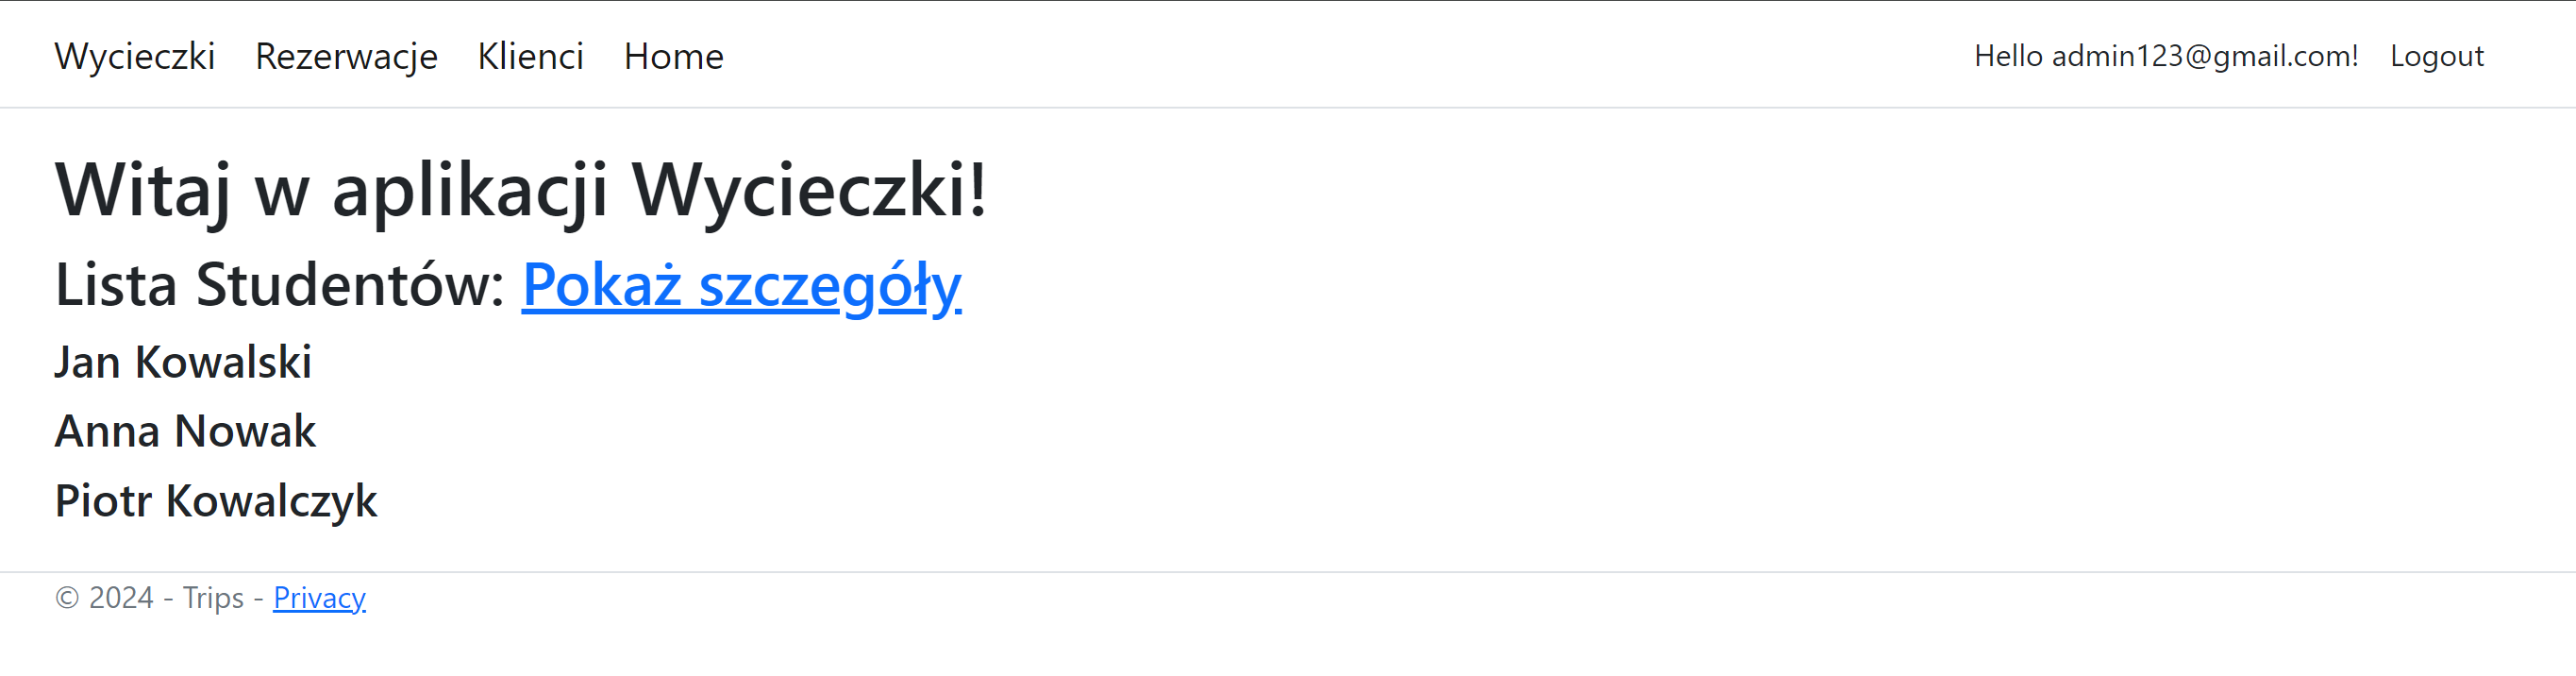 Wycieczki Rezerwacje Klienci Home Hello admin123@gmail.com! Logout
Witaj w aplikacji Wycieczki!
Lista Studentów: Pokaż szczegóły
Jan Kowalski
Anna Nowak
Piotr Kowalczyk
© 2024 - Trips - Privacy